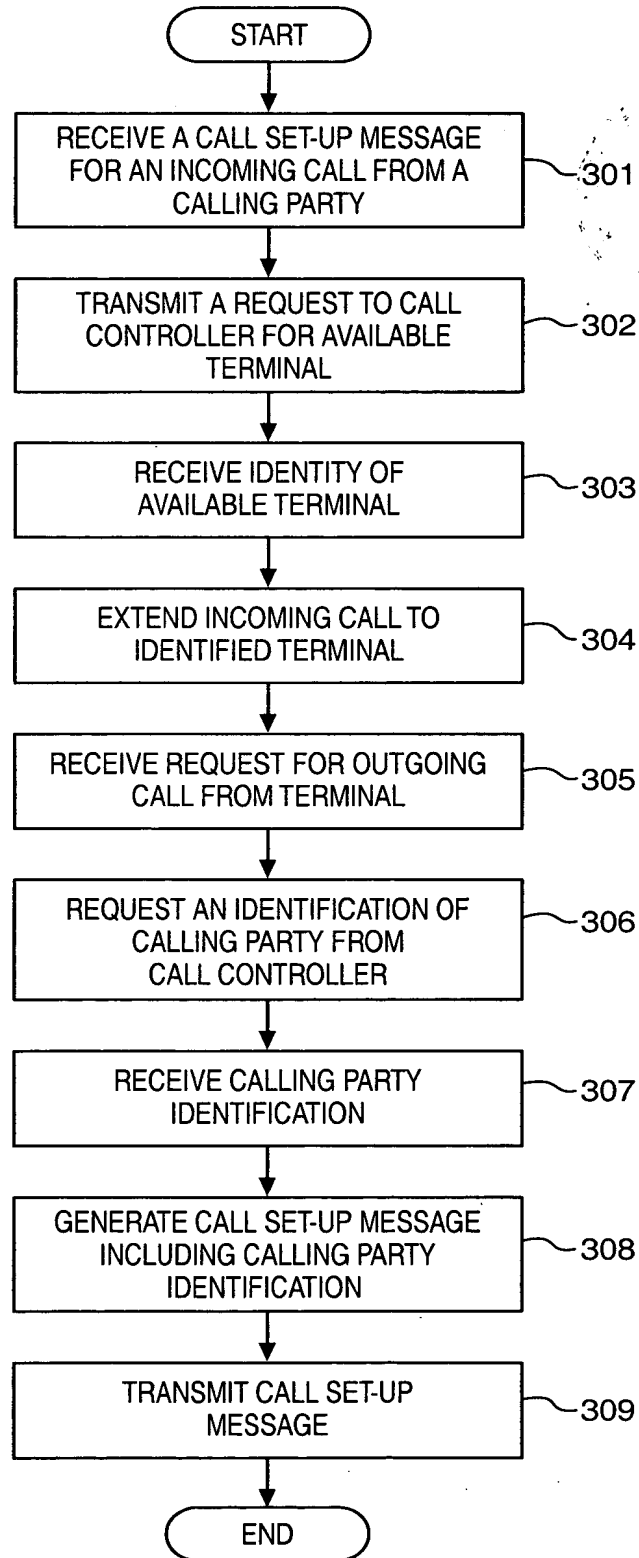 START
RECEIVE A CALL SET-UP MESSAGE
FOR AN INCOMING CALL FROM A
CALLING PARTY
301
TRANSMIT A REQUEST TO CALL
CONTROLLER FOR AVAILABLE
TERMINAL
302
RECEIVE IDENTITY OF
AVAILABLE TERMINAL
303
EXTEND INCOMING CALL TO
IDENTIFIED TERMINAL
304
RECEIVE REQUEST FOR OUTGOING
CALL FROM TERMINAL
305
REQUEST AN IDENTIFICATION OF
CALLING PARTY FROM
CALL CONTROLLER
306
RECEIVE CALLING PARTY
IDENTIFICATION
307
GENERATE CALL SET-UP MESSAGE
INCLUDING CALLING PARTY
IDENTIFICATION
308
TRANSMIT CALL SET-UP
MESSAGE
309
END